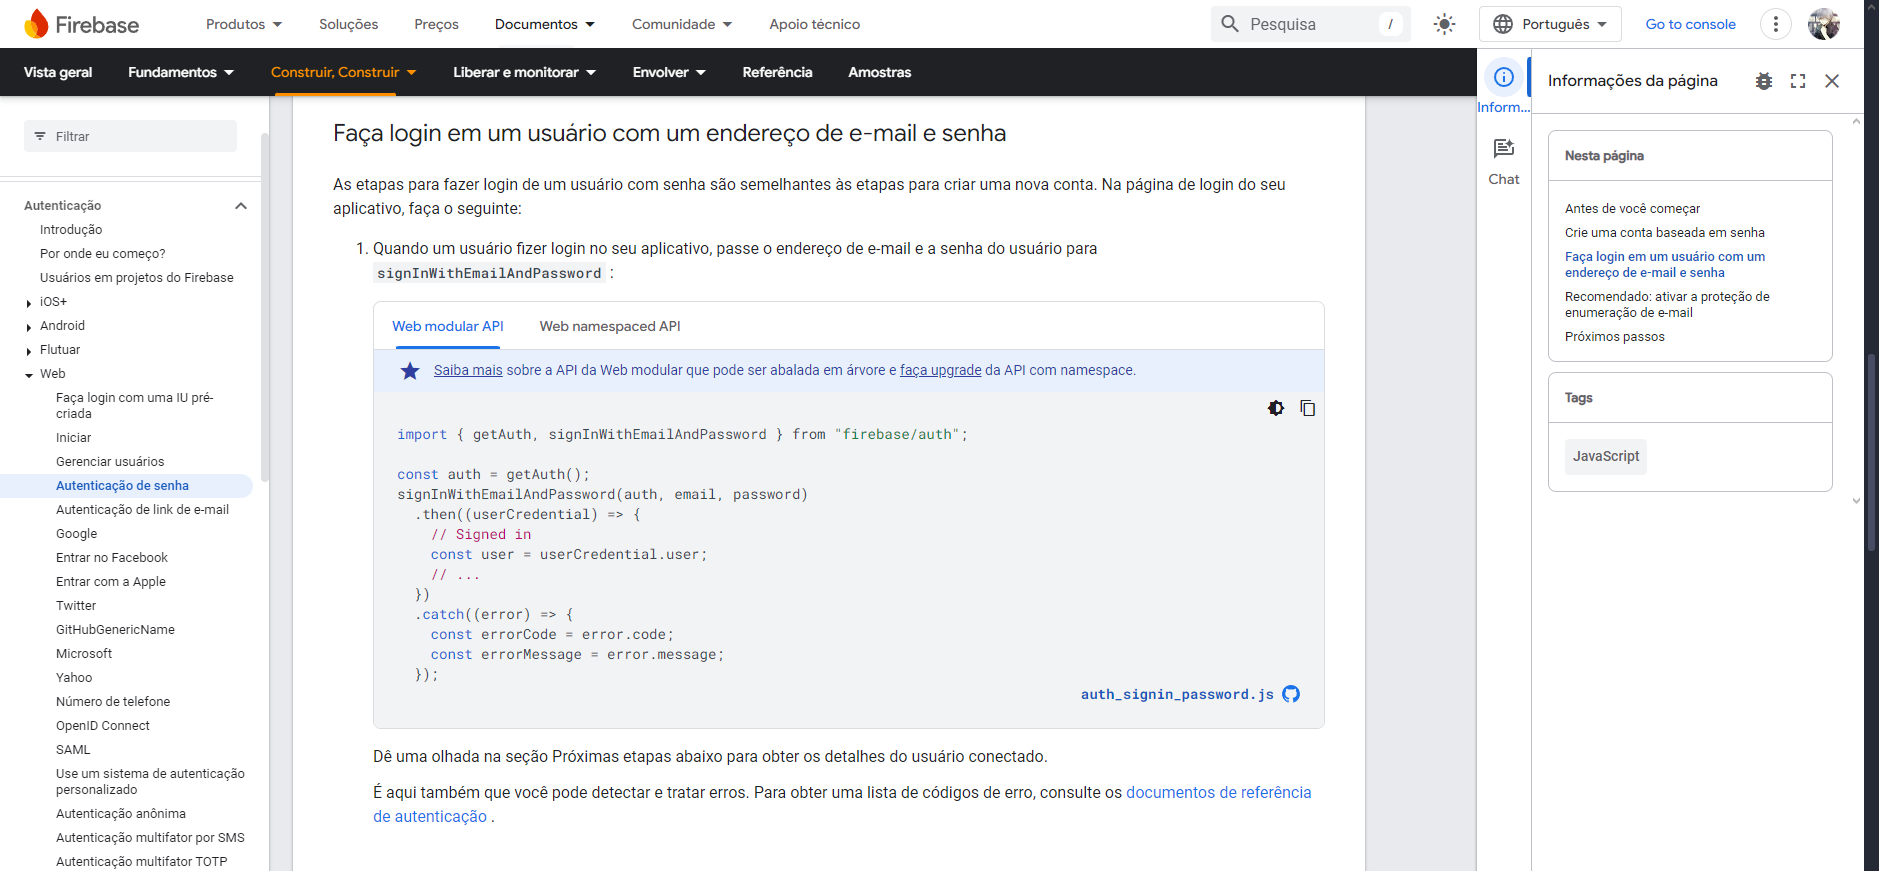 Firebase
Produtos
Soluções
Preços
Documentos
Comunidade
Apoio técnico
Pesquisa
/
Português
Go to console
Vista geral
Fundamentos
Construir, Construir
Liberar e monitorar
Envolver
Referência
Amostras
Filtrar
Autenticação
Introdução
Por onde eu começo?
Usuários em projetos do Firebase
iOS+
Android
Flutuar
Web
Faça login com uma IU pré-
criada
Iniciar
Gerenciar usuários
Autenticação de senha
Autenticação de link de e-mail
Google
Entrar no Facebook
Entrar com a Apple
Twitter
GitHubGenericName
Microsoft
Yahoo
Número de telefone
OpenID Connect
SAML
Use um sistema de autenticação
personalizado
Autenticação anônima
Autenticação multifator por SMS
Autenticação multifator TOTP
Faça login em um usuário com um endereço de e-mail e senha
As etapas para fazer login de um usuário com senha são semelhantes às etapas para criar uma nova conta. Na página de login do seu
aplicativo, faça o seguinte:
1. Quando um usuário fizer login no seu aplicativo, passe o endereço de e-mail e a senha do usuário para
signInWithEmailAndPassword :
Web modular API
Web namespaced API
Saiba mais sobre a API da Web modular que pode ser abalada em árvore e faça upgrade da API com namespace.
import { getAuth, signInWithEmailAndPassword } from "firebase/auth";
const auth = getAuth();
signInWithEmailAndPassword(auth, email, password)
.then((userCredential) => {
// Signed in
const user = userCredential.user;
// ...
})
.catch((error) => {
const errorCode = error.code;
const errorMessage = error.message;
});
auth_signin_password.js
Dê uma olhada na seção Próximas etapas abaixo para obter os detalhes do usuário conectado.
É aqui também que você pode detectar e tratar erros. Para obter uma lista de códigos de erro, consulte os documentos de referência
de autenticação .
Inform...
Chat
Informações da página
Nesta página
Antes de você começar
Crie uma conta baseada em senha
Faça login em um usuário com um
endereço de e-mail e senha
Recomendado: ativar a proteção de
enumeração de e-mail
Próximos passos
Tags
JavaScript